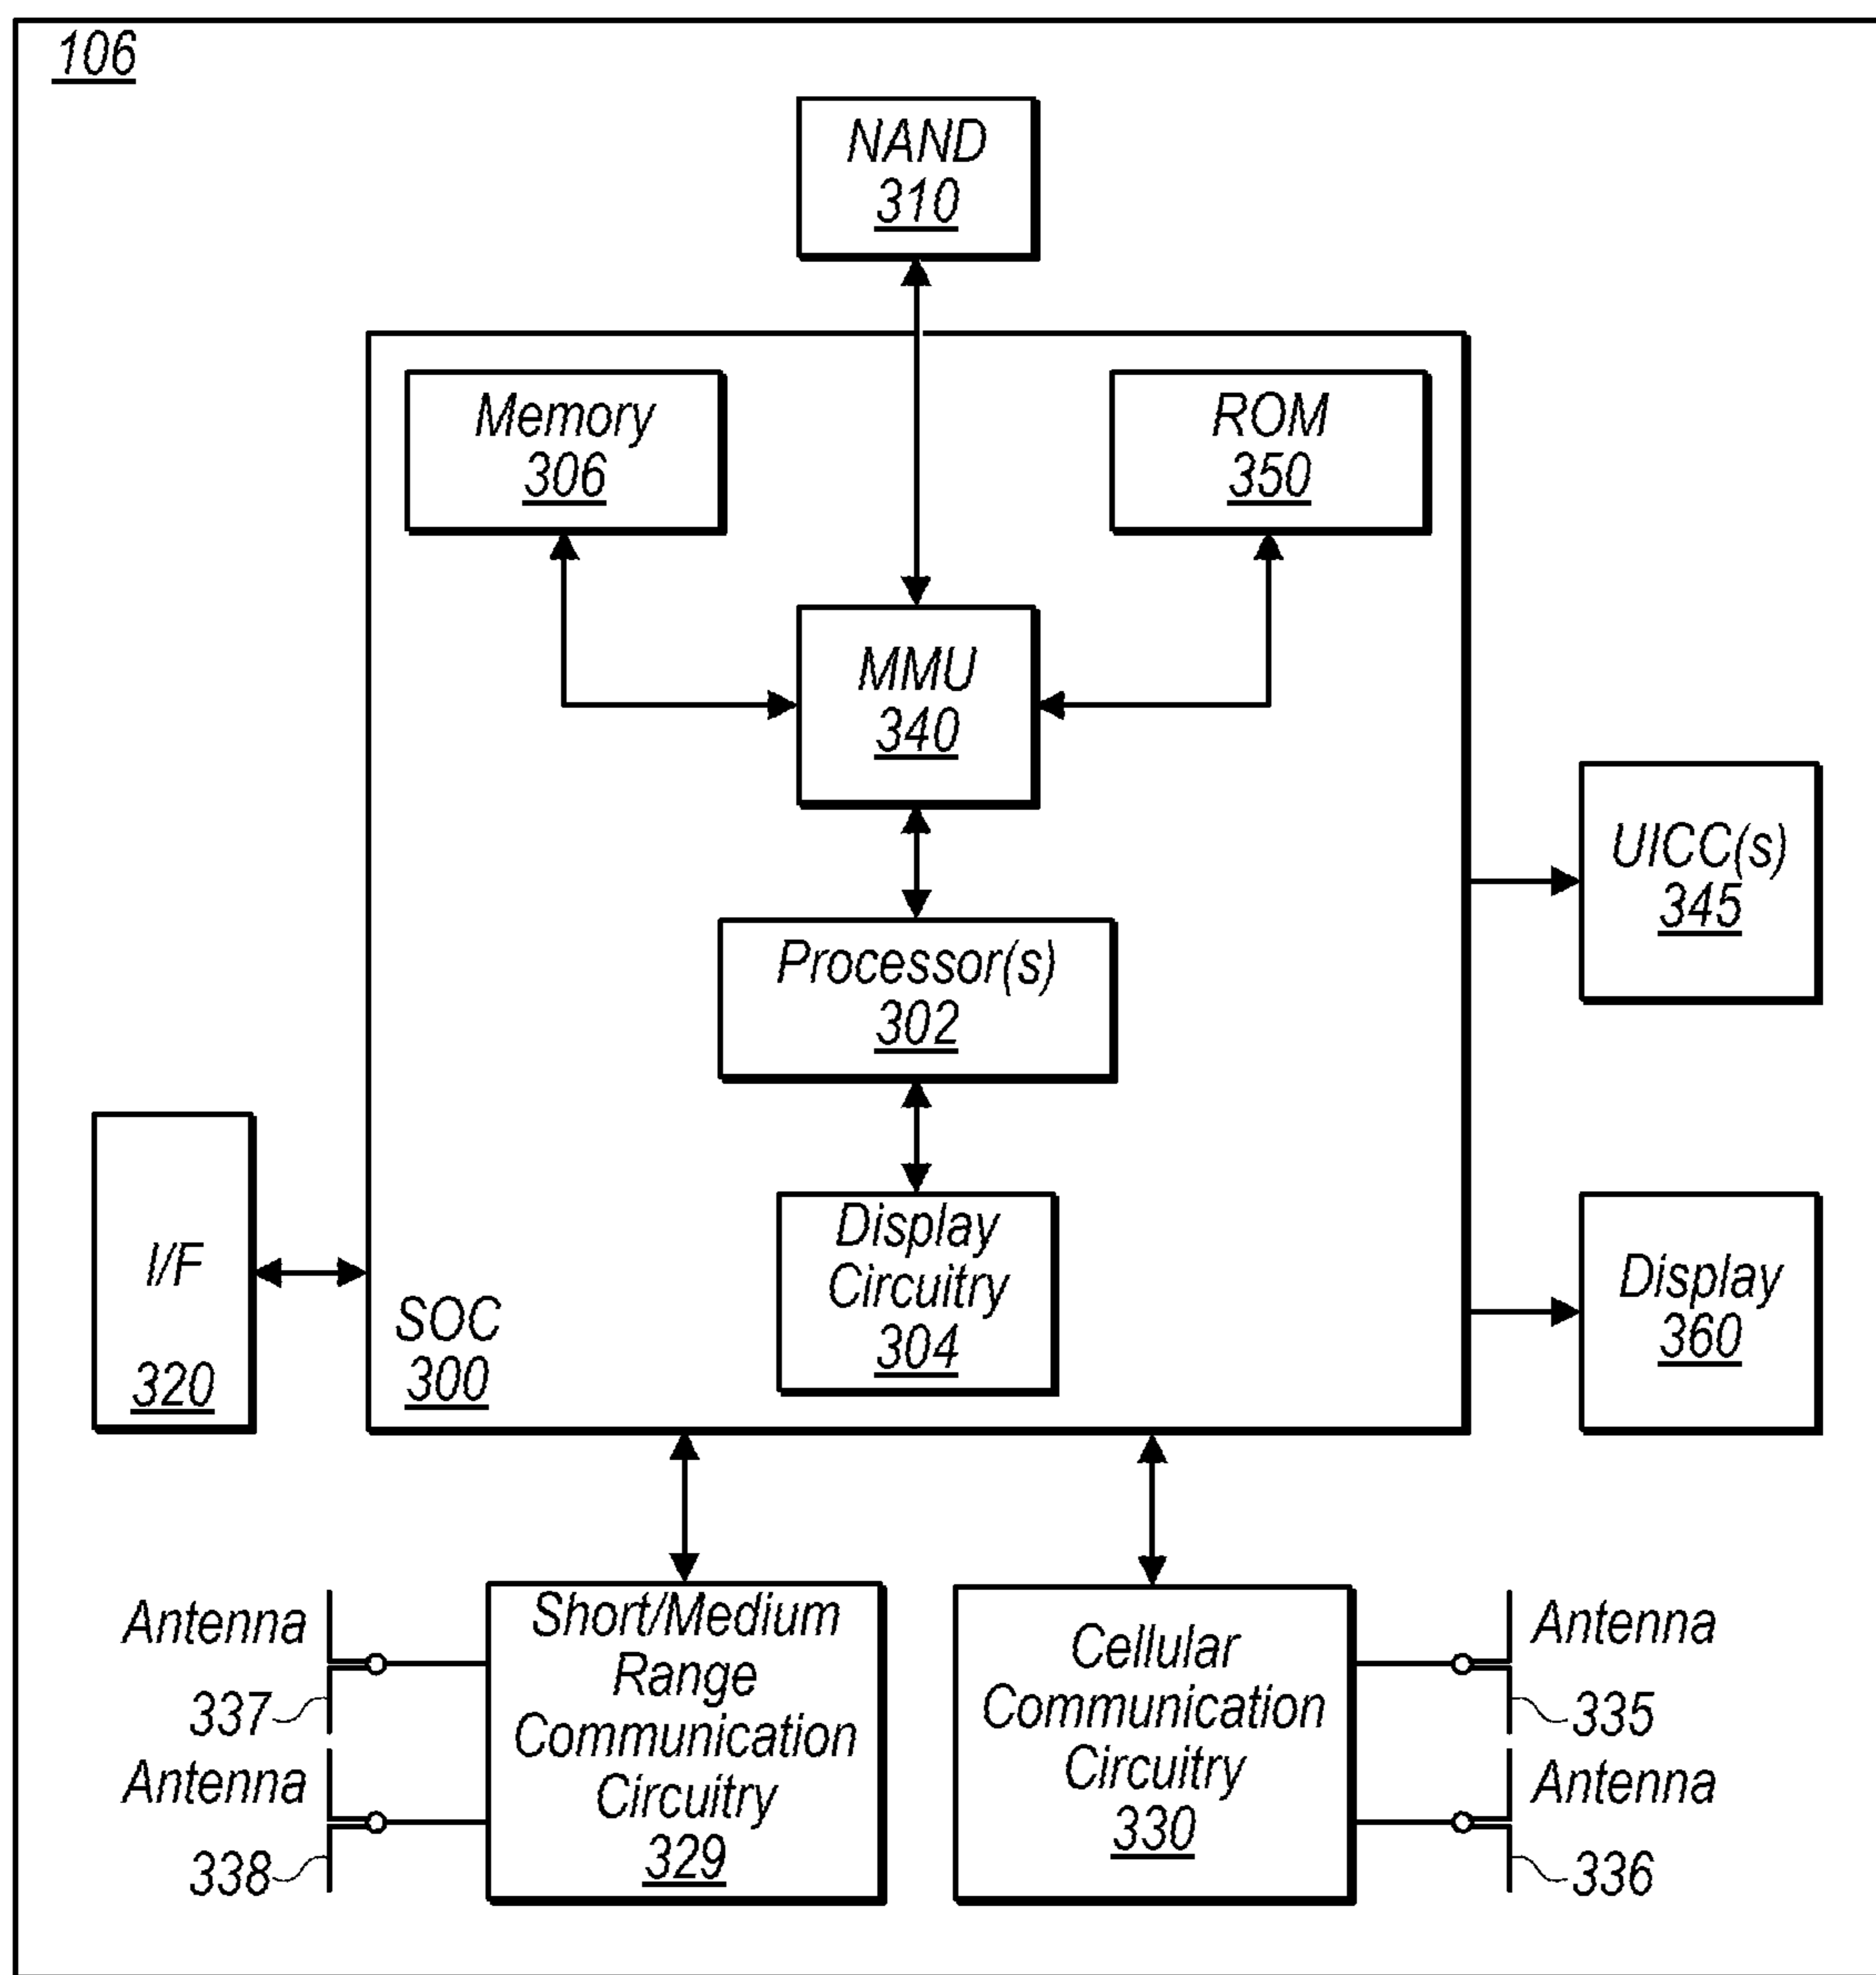 106
NAND
310
Memory
306
ROM
350
MMU
340
UICC(s)
345
Processor(s)
302
I/F
320
Display
Circuitry
304
SOC
300
Display
360
Antenna
337
Antenna
338
Short/Medium
Range
Communication
Circuitry
329
Cellular
Communication
Circuitry
330
Antenna
335
Antenna
336